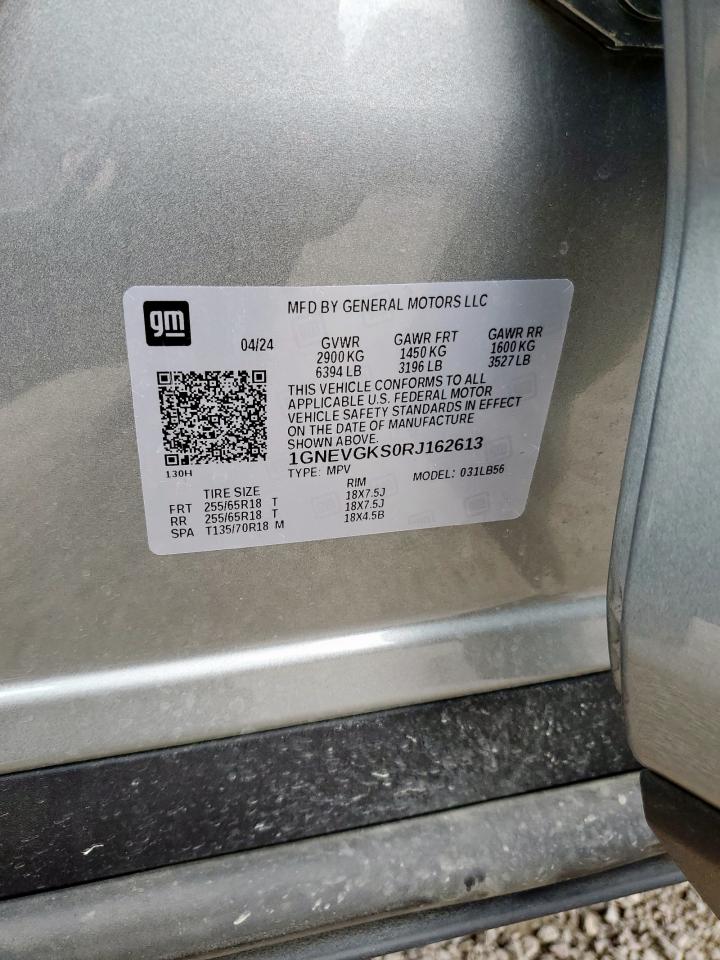 gm
MFD BY GENERAL MOTORS LLC
04/24
GVWR
2900 KG
6394 LB
GAWR FRT
1450 KG
3196 LB
GAWR RR
1600 KG
3527 LB
THIS VEHICLE CONFORMS TO ALL
APPLICABLE U.S. FEDERAL MOTOR
VEHICLE SAFETY STANDARDS IN EFFECT
ON THE DATE OF MANUFACTURE
SHOWN ABOVE.
1GNEVGKS0RJ162613
130H
TYPE: MPV MODEL: 031LB56
TIRE SIZE RIM
FRT 255/65R18 T 18X7.5J
RR 255/65R18 T 18X7.5J
SPA T135/70R18 M 18X4.5B